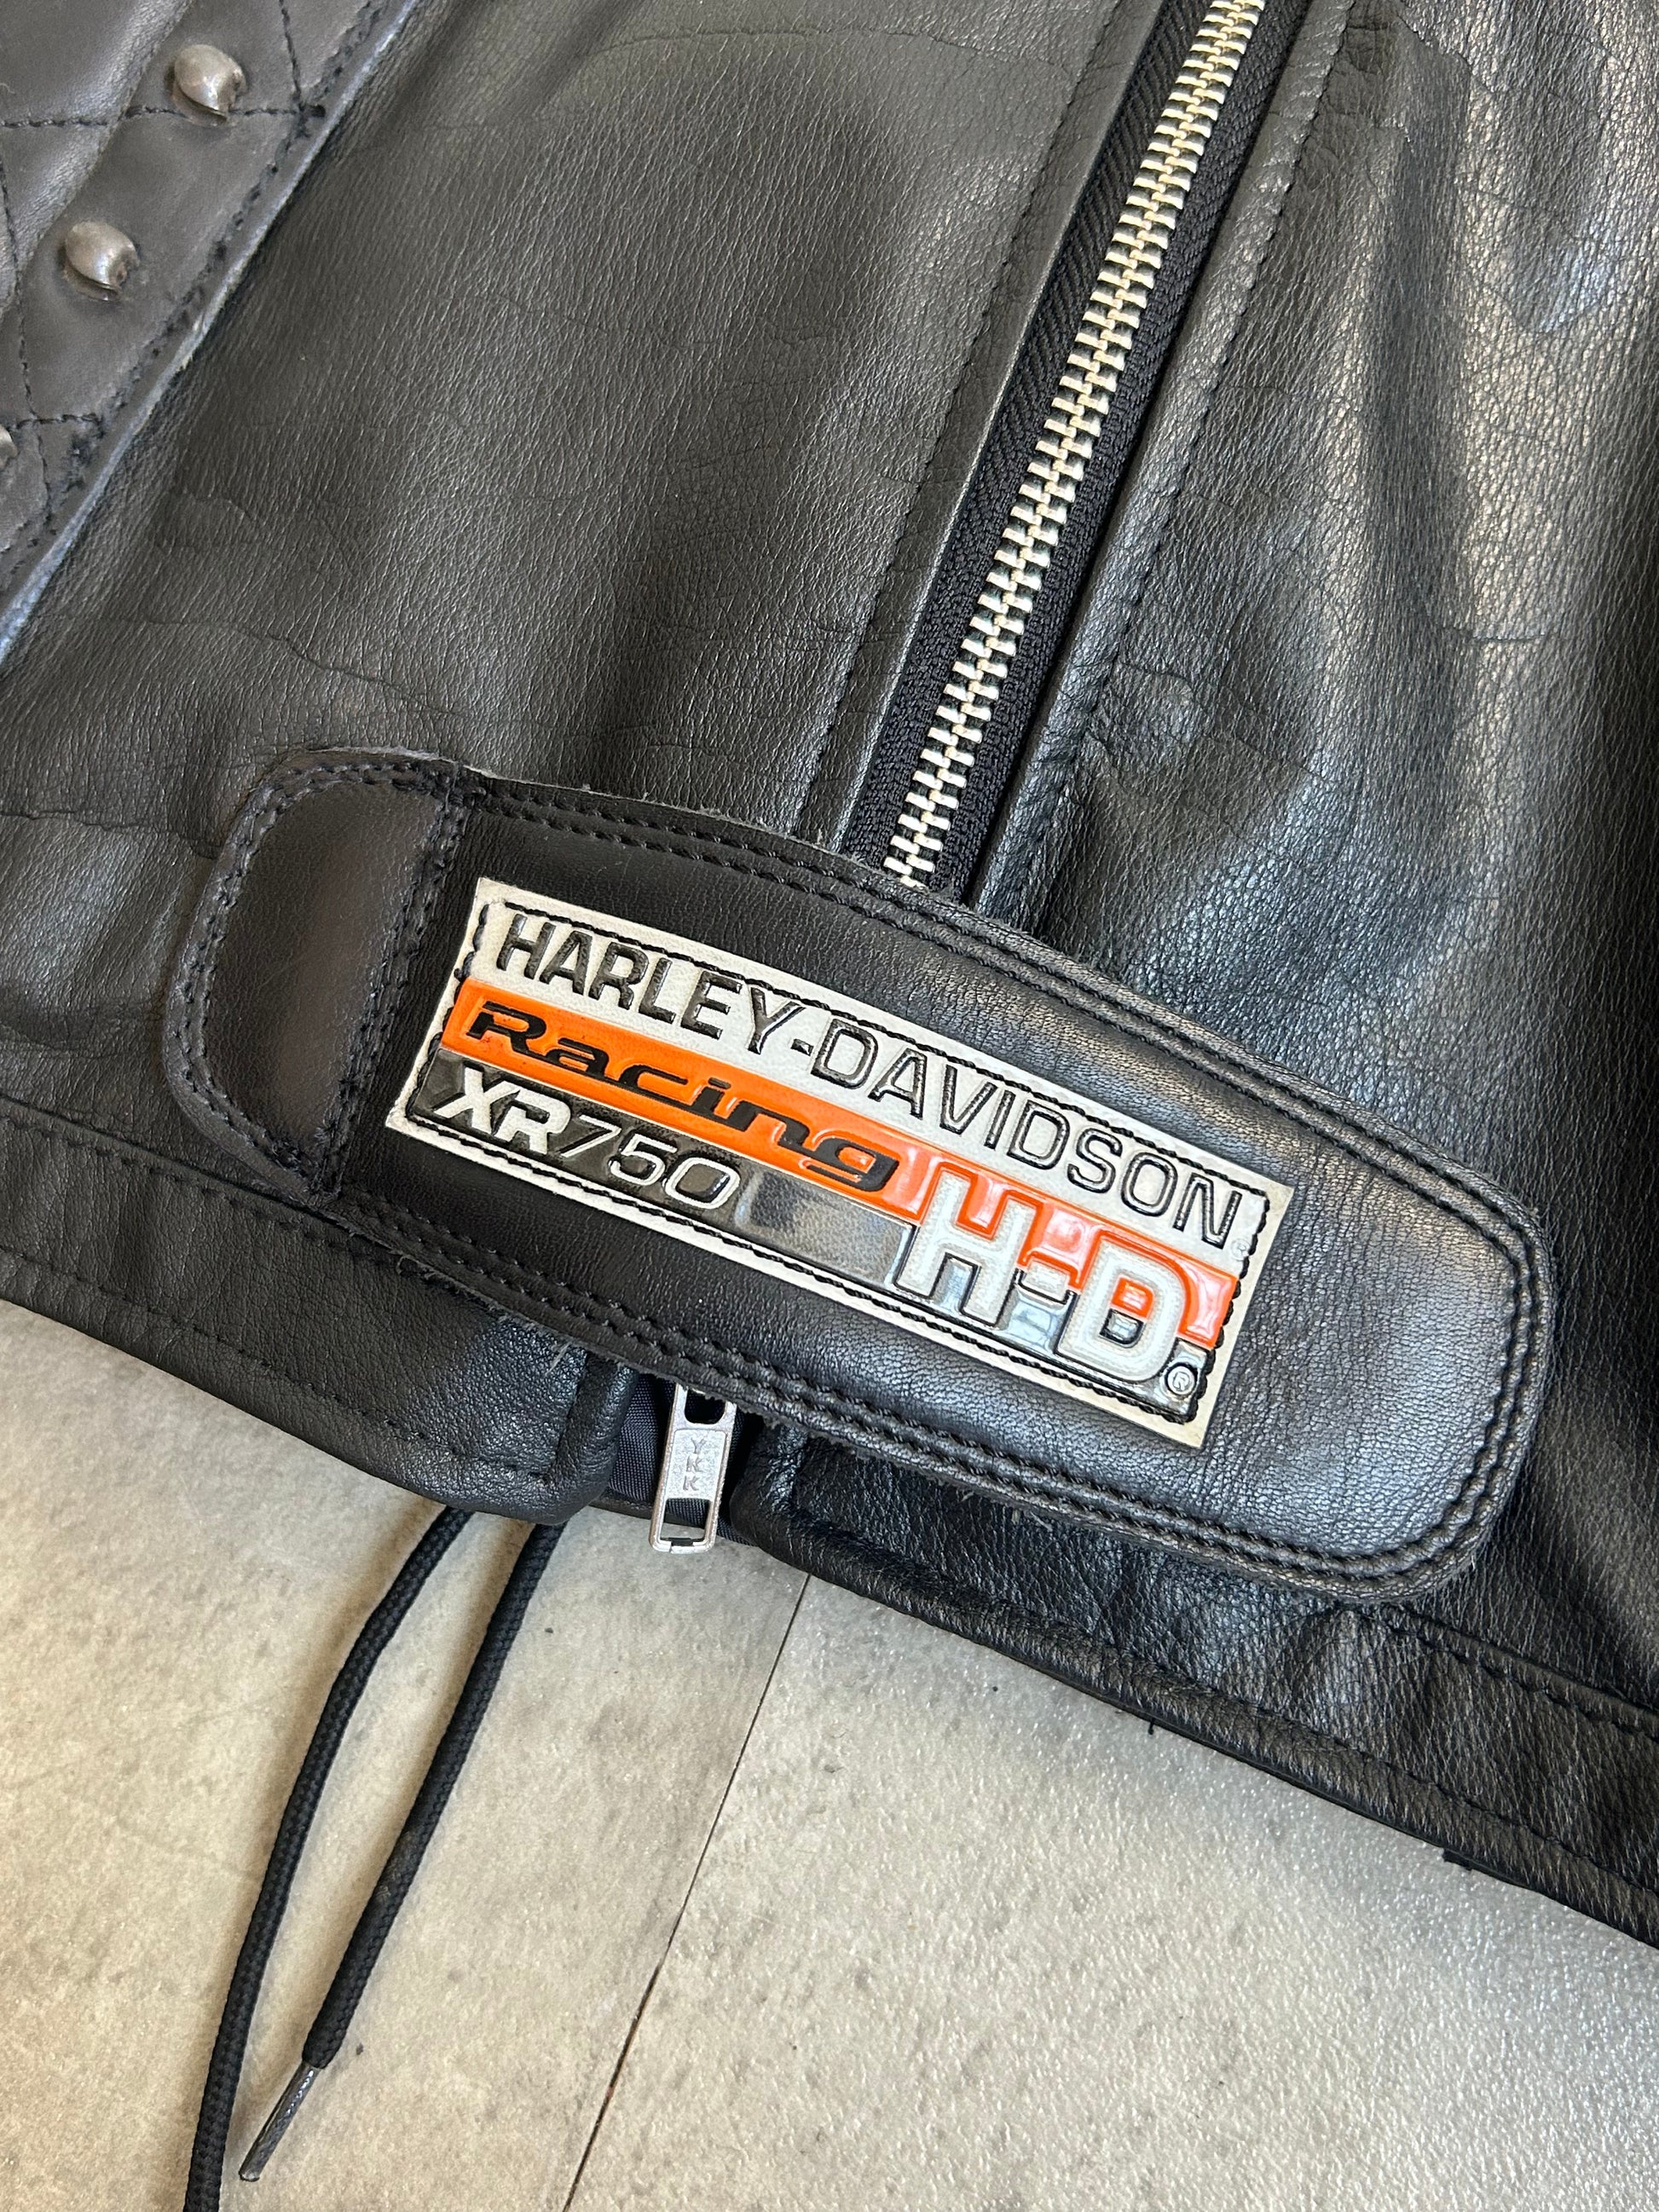 HARLEY-DAVIDSON
Racing
XR750
H-D
®
YKK